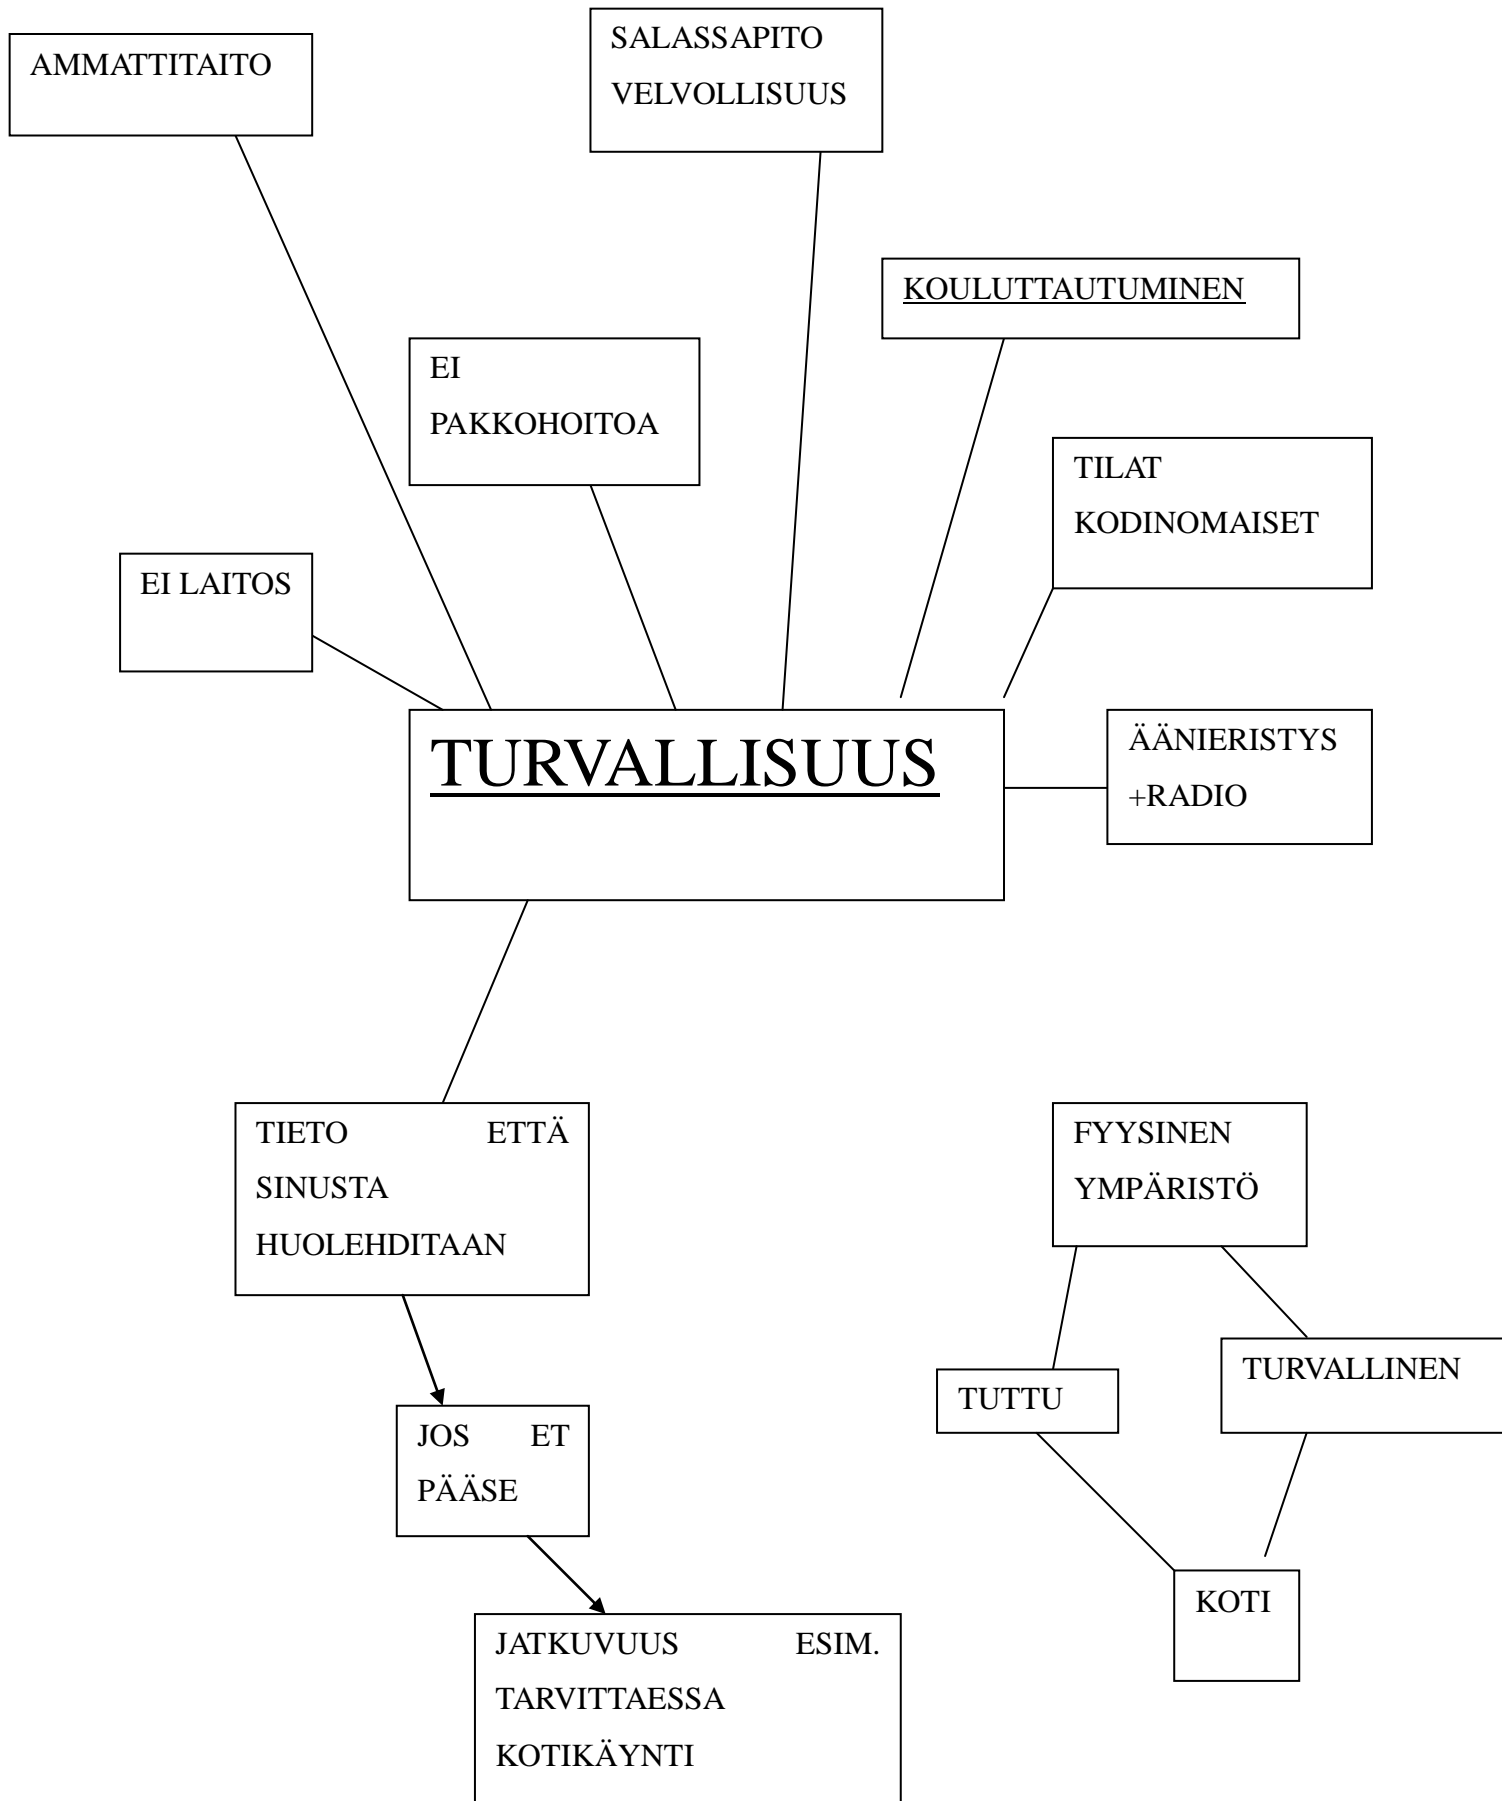 AMMATTITAITO
SALASSAPITO
VELVOLLISUUS
KOULUTTAUTUMINEN
EI
PAKKOHOITOA
TILAT
KODINOMAISET
EI LAITOS
TURVALLISUUS
ÄÄNIERISTYS
+RADIO
TIETO ETTÄ
SINUSTA
HUOLEHDITAAN
FYYSINEN
YMPÄRISTÖ
TUTTU
TURVALLINEN
JOS ET
PÄÄSE
KOTI
JATKUVUUS ESIM.
TARVITTAESSA
KOTIKÄYNTI